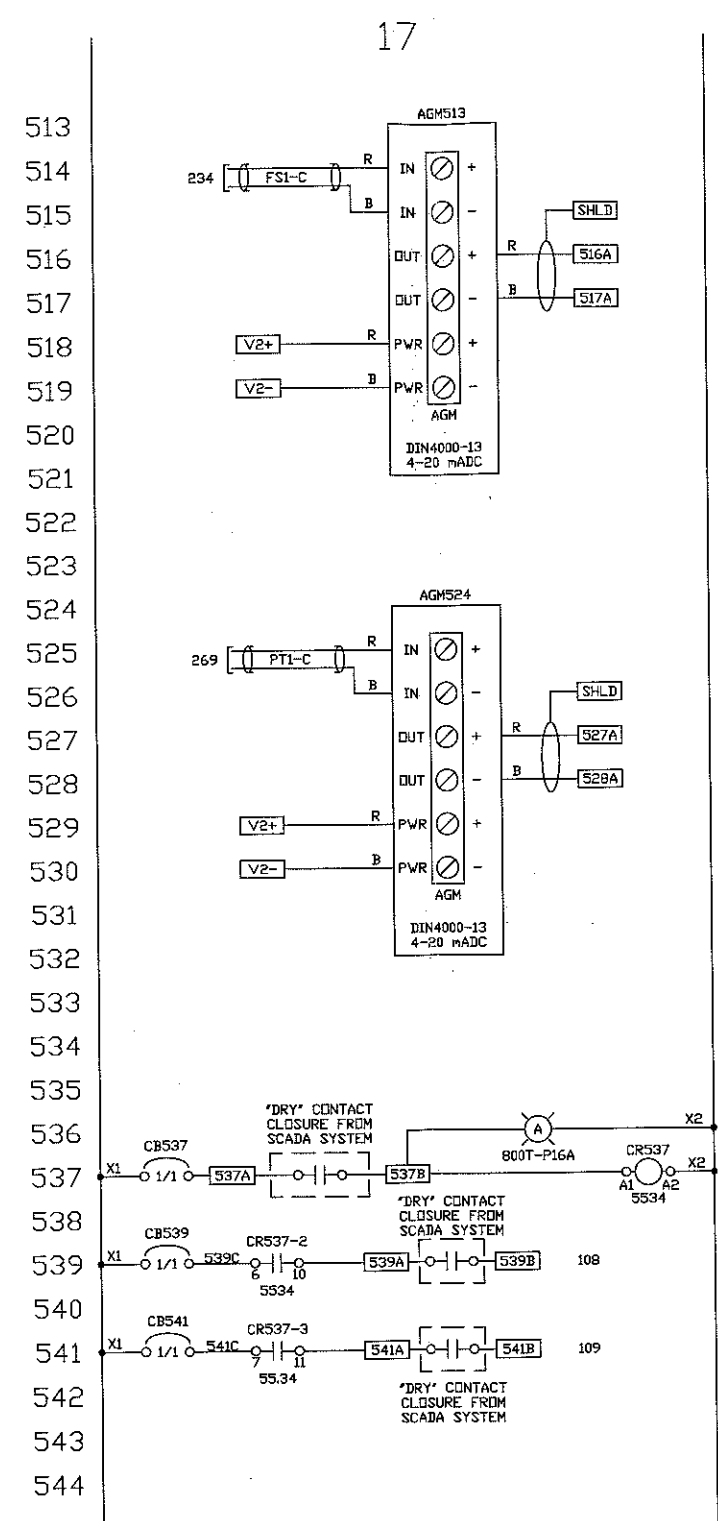 17
513
AGM513
514
234
FS1-C
R
IN
+
515
B
IN
-
SHLD
516
OUT
+
R
516A
517
OUT
-
B
517A
518
V2+
R
PWR
+
519
V2-
B
PWR
-
AGM
520
DIN4000-13
4-20 mADC
521
522
523
524
AGM524
525
269
PT1-C
R
IN
+
526
B
IN
-
SHLD
527
OUT
+
R
527A
528
OUT
-
B
528A
529
V2+
R
PWR
+
530
V2-
B
PWR
-
AGM
531
DIN4000-13
4-20 mADC
532
533
534
535
"DRY" CONTACT
CLOSURE FROM
SCADA SYSTEM
536
A
800T-P16A
X2
537
X1
CB537
1/1
537A
537B
CR537
A1
A2
5534
X2
538
"DRY" CONTACT
CLOSURE FROM
SCADA SYSTEM
539
X1
CB539
1/1
539C
CR537-2
6
10
5534
539A
539B
108
540
541
X1
CB541
1/1
541C
CR537-3
7
11
55.34
541A
541B
109
542
"DRY" CONTACT
CLOSURE FROM
SCADA SYSTEM
543
544